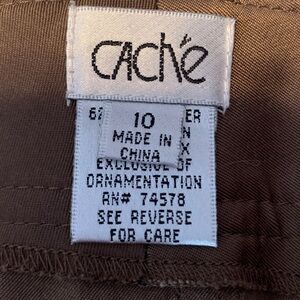 caché
10
MADE IN
CHINA
EXCLUSIVE OF
ORNAMENTATION
RN# 74578
SEE REVERSE
FOR CARE